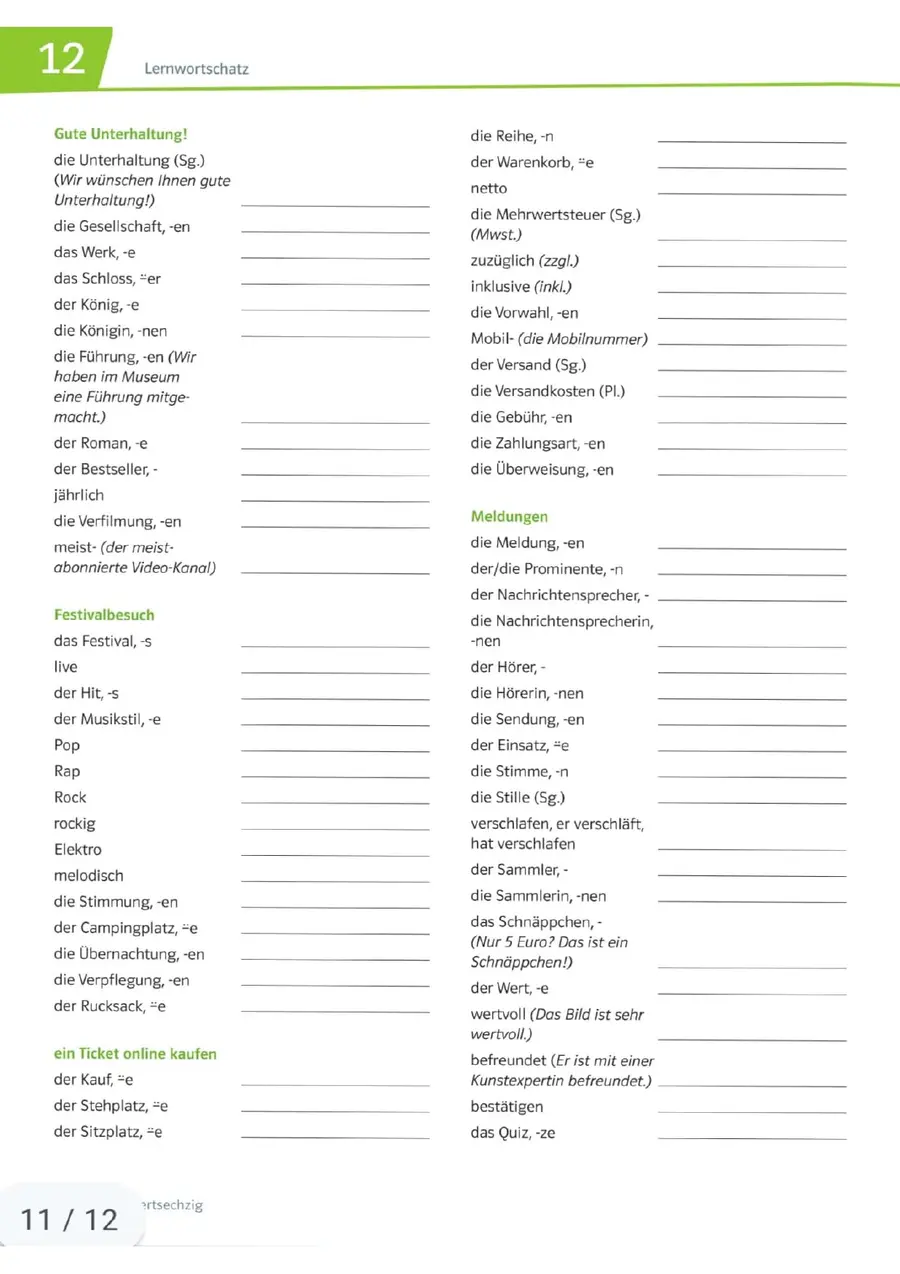 12
Lernwortschatz
Gute Unterhaltung!
die Unterhaltung (Sg.)
(Wir wünschen Ihnen gute
Unterhaltung!)
die Gesellschaft, -en
das Werk, -e
das Schloss, ¨-er
der König, -e
die Königin, -nen
die Führung, -en (Wir
haben im Museum
eine Führung mitge-
macht.)
der Roman, -e
der Bestseller, -
jährlich
die Verfilmung, -en
meist- (der meist-
abonnierte Video-Kanal)
Festivalbesuch
das Festival, -s
live
der Hit, -s
der Musikstil, -e
Pop
Rap
Rock
rockig
Elektro
melodisch
die Stimmung, -en
der Campingplatz, ¨-e
die Übernachtung, -en
die Verpflegung, -en
der Rucksack, ¨-e
ein Ticket online kaufen
der Kauf, ¨-e
der Stehplatz, ¨-e
der Sitzplatz, ¨-e
die Reihe, -n
der Warenkorb, ¨-e
netto
die Mehrwertsteuer (Sg.)
(Mwst.)
zuzüglich (zzgl.)
inklusive (inkl.)
die Vorwahl, -en
Mobil- (die Mobilnummer)
der Versand (Sg.)
die Versandkosten (Pl.)
die Gebühr, -en
die Zahlungsart, -en
die Überweisung, -en
Meldungen
die Meldung, -en
der/die Prominente, -n
der Nachrichtensprecher, -
die Nachrichtensprecherin,
-nen
der Hörer, -
die Hörerin, -nen
die Sendung, -en
der Einsatz, ¨-e
die Stimme, -n
die Stille (Sg.)
verschlafen, er verschläft,
hat verschlafen
der Sammler, -
die Sammlerin, -nen
das Schnäppchen, -
(Nur 5 Euro? Das ist ein
Schnäppchen!)
der Wert, -e
wertvoll (Das Bild ist sehr
wertvoll.)
befreundet (Er ist mit einer
Kunstexpertin befreundet.)
bestätigen
das Quiz, -ze
ertsechzig
11 / 12